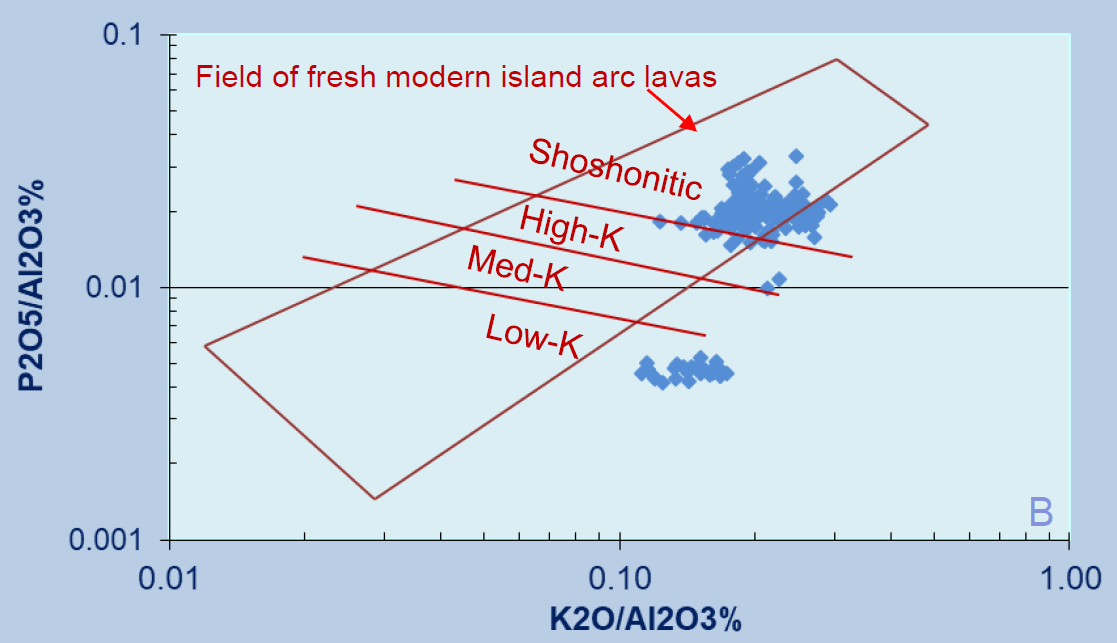 0.1
Field of fresh modern island arc lavas
Shoshonitic
High-K
Med-K
Low-K
0.01
0.001
P2O5/Al2O3%
B
0.01
0.10
1.00
K2O/Al2O3%